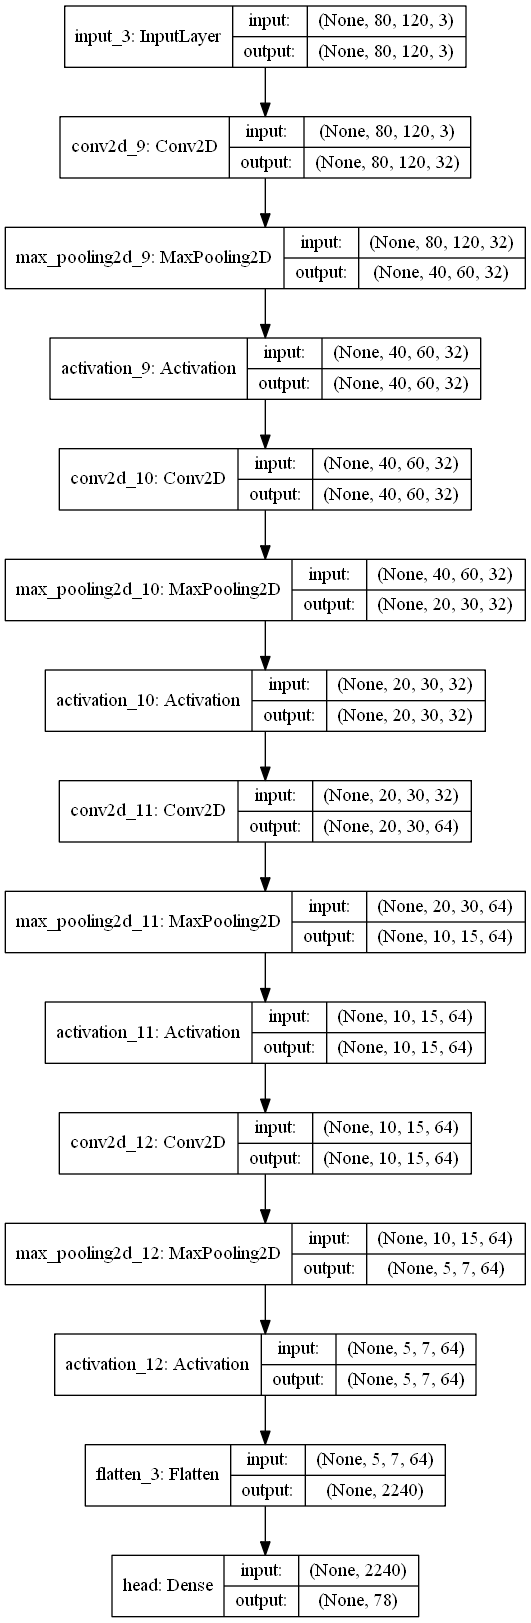 input_3: InputLayer
input: (None, 80, 120, 3)
output: (None, 80, 120, 3)
conv2d_9: Conv2D
input: (None, 80, 120, 3)
output: (None, 80, 120, 32)
max_pooling2d_9: MaxPooling2D
input: (None, 80, 120, 32)
output: (None, 40, 60, 32)
activation_9: Activation
input: (None, 40, 60, 32)
output: (None, 40, 60, 32)
conv2d_10: Conv2D
input: (None, 40, 60, 32)
output: (None, 40, 60, 32)
max_pooling2d_10: MaxPooling2D
input: (None, 40, 60, 32)
output: (None, 20, 30, 32)
activation_10: Activation
input: (None, 20, 30, 32)
output: (None, 20, 30, 32)
conv2d_11: Conv2D
input: (None, 20, 30, 32)
output: (None, 20, 30, 64)
max_pooling2d_11: MaxPooling2D
input: (None, 20, 30, 64)
output: (None, 10, 15, 64)
activation_11: Activation
input: (None, 10, 15, 64)
output: (None, 10, 15, 64)
conv2d_12: Conv2D
input: (None, 10, 15, 64)
output: (None, 10, 15, 64)
max_pooling2d_12: MaxPooling2D
input: (None, 10, 15, 64)
output: (None, 5, 7, 64)
activation_12: Activation
input: (None, 5, 7, 64)
output: (None, 5, 7, 64)
flatten_3: Flatten
input: (None, 5, 7, 64)
output: (None, 2240)
head: Dense
input: (None, 2240)
output: (None, 78)